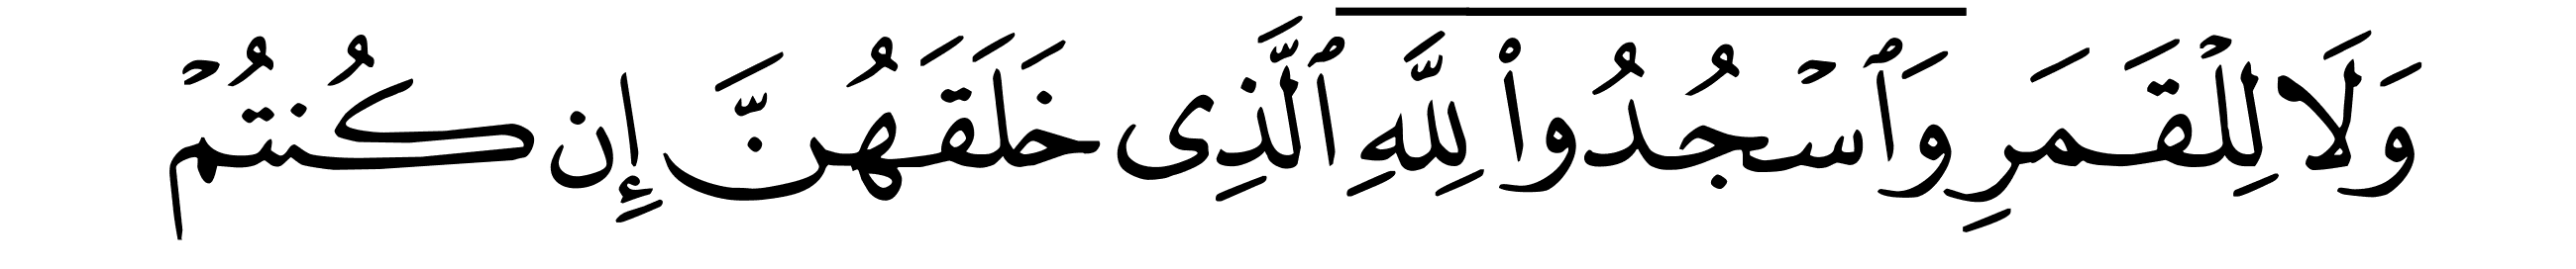 وَلَا لِلْقَمَرِ وَٱسْجُدُوا۟ لِلَّهِ ٱلَّذِى خَلَقَهُنَّ إِن كُنتُمْ